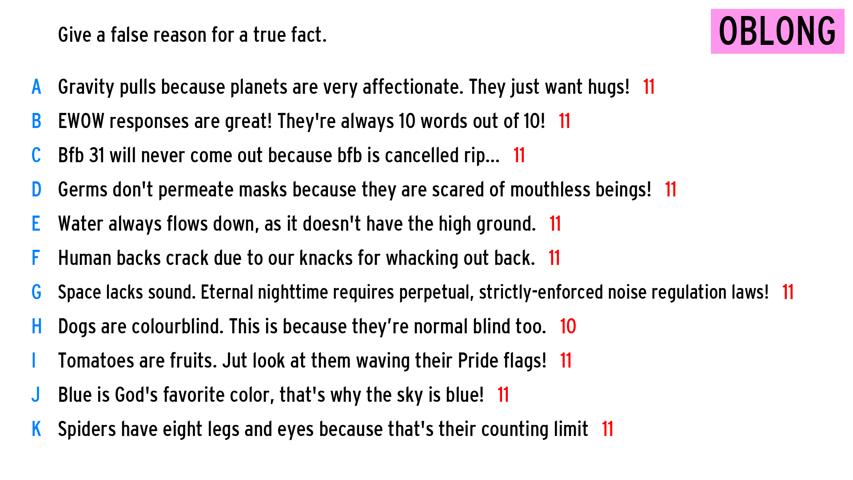 Give a false reason for a true fact.
OBLONG
A Gravity pulls because planets are very affectionate. They just want hugs! 11
B EWOW responses are great! They're always 10 words out of 10! 11
C Bfb 31 will never come out because bfb is cancelled rip... 11
D Germs don't permeate masks because they are scared of mouthless beings! 11
E Water always flows down, as it doesn't have the high ground. 11
F Human backs crack due to our knacks for whacking out back. 11
G Space lacks sound. Eternal nighttime requires perpetual, strictly-enforced noise regulation laws! 11
H Dogs are colourblind. This is because they’re normal blind too. 10
I Tomatoes are fruits. Jut look at them waving their Pride flags! 11
J Blue is God's favorite color, that's why the sky is blue! 11
K Spiders have eight legs and eyes because that's their counting limit 11